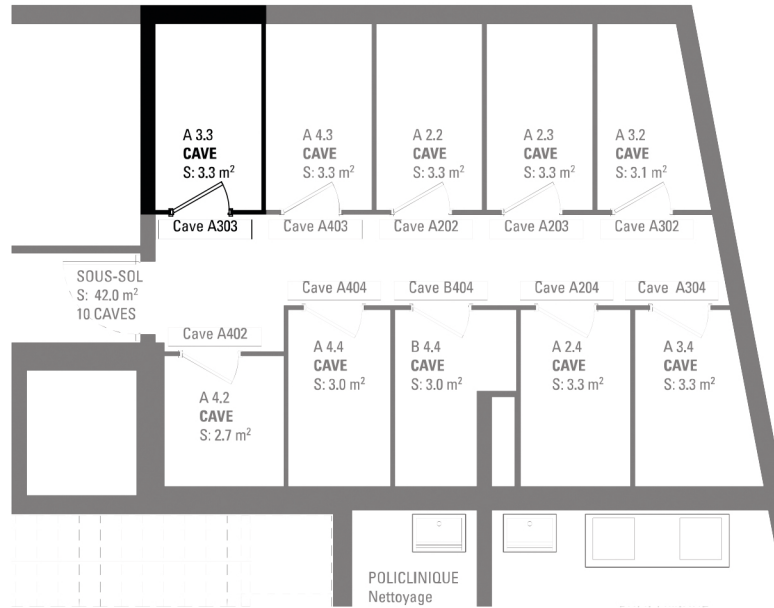 A 3.3
CAVE
S: 3.3 m²
A 4.3
CAVE
S: 3.3 m²
A 2.2
CAVE
S: 3.3 m²
A 2.3
CAVE
S: 3.3 m²
A 3.2
CAVE
S: 3.1 m²
Cave A303
Cave A403
Cave A202
Cave A203
Cave A302
SOUS-SOL
S: 42.0 m²
10 CAVES
Cave A404
Cave B404
Cave A204
Cave A304
Cave A402
A 4.4
CAVE
S: 3.0 m²
B 4.4
CAVE
S: 3.0 m²
A 2.4
CAVE
S: 3.3 m²
A 3.4
CAVE
S: 3.3 m²
A 4.2
CAVE
S: 2.7 m²
POLICLINIQUE
Nettoyage